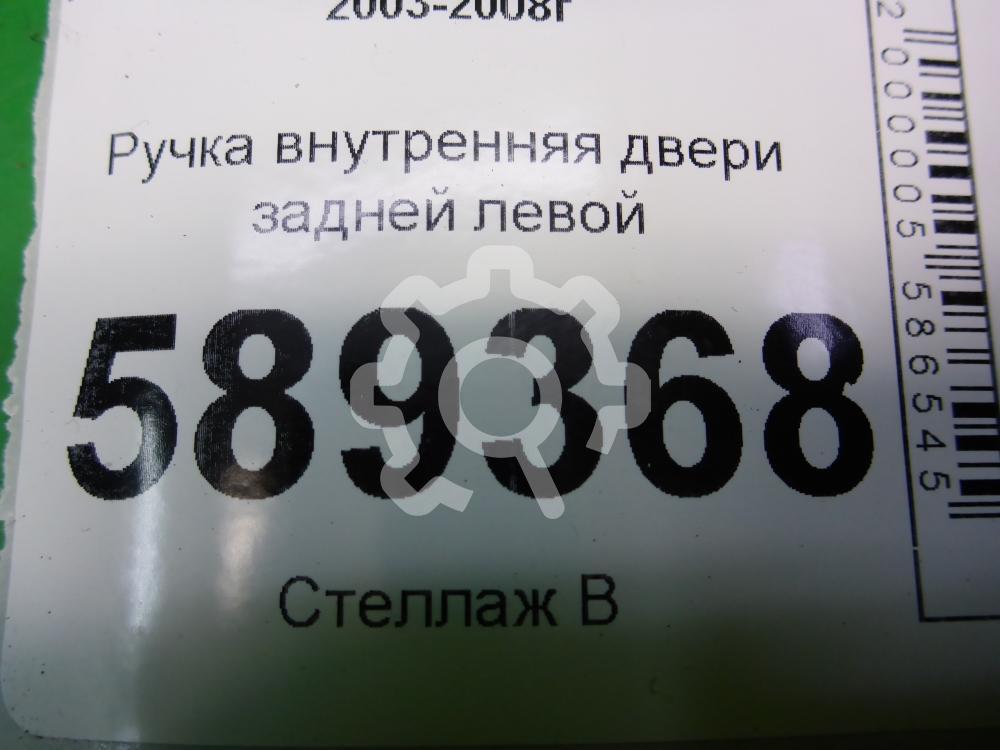 2003-2008г
Ручка внутренняя двери
задней левой
589368
Стеллаж В
2000005586545